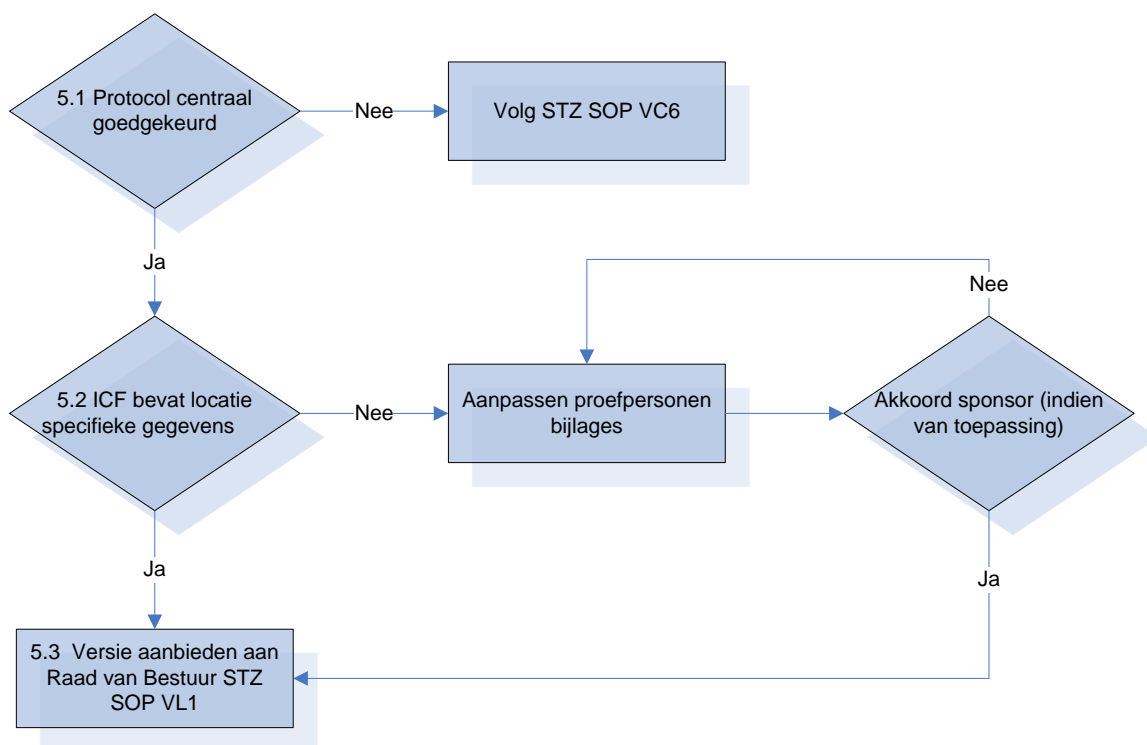 5.1 Protocol centraal
goedgekeurd
Nee
Volg STZ SOP VC6
Ja
Nee
5.2 ICF bevat locatie
specifieke gegevens
Nee
Aanpassen proefpersonen
bijlages
Akkoord sponsor (indien
van toepassing)
Ja
Ja
5.3 Versie aanbieden aan
Raad van Bestuur STZ
SOP VL1